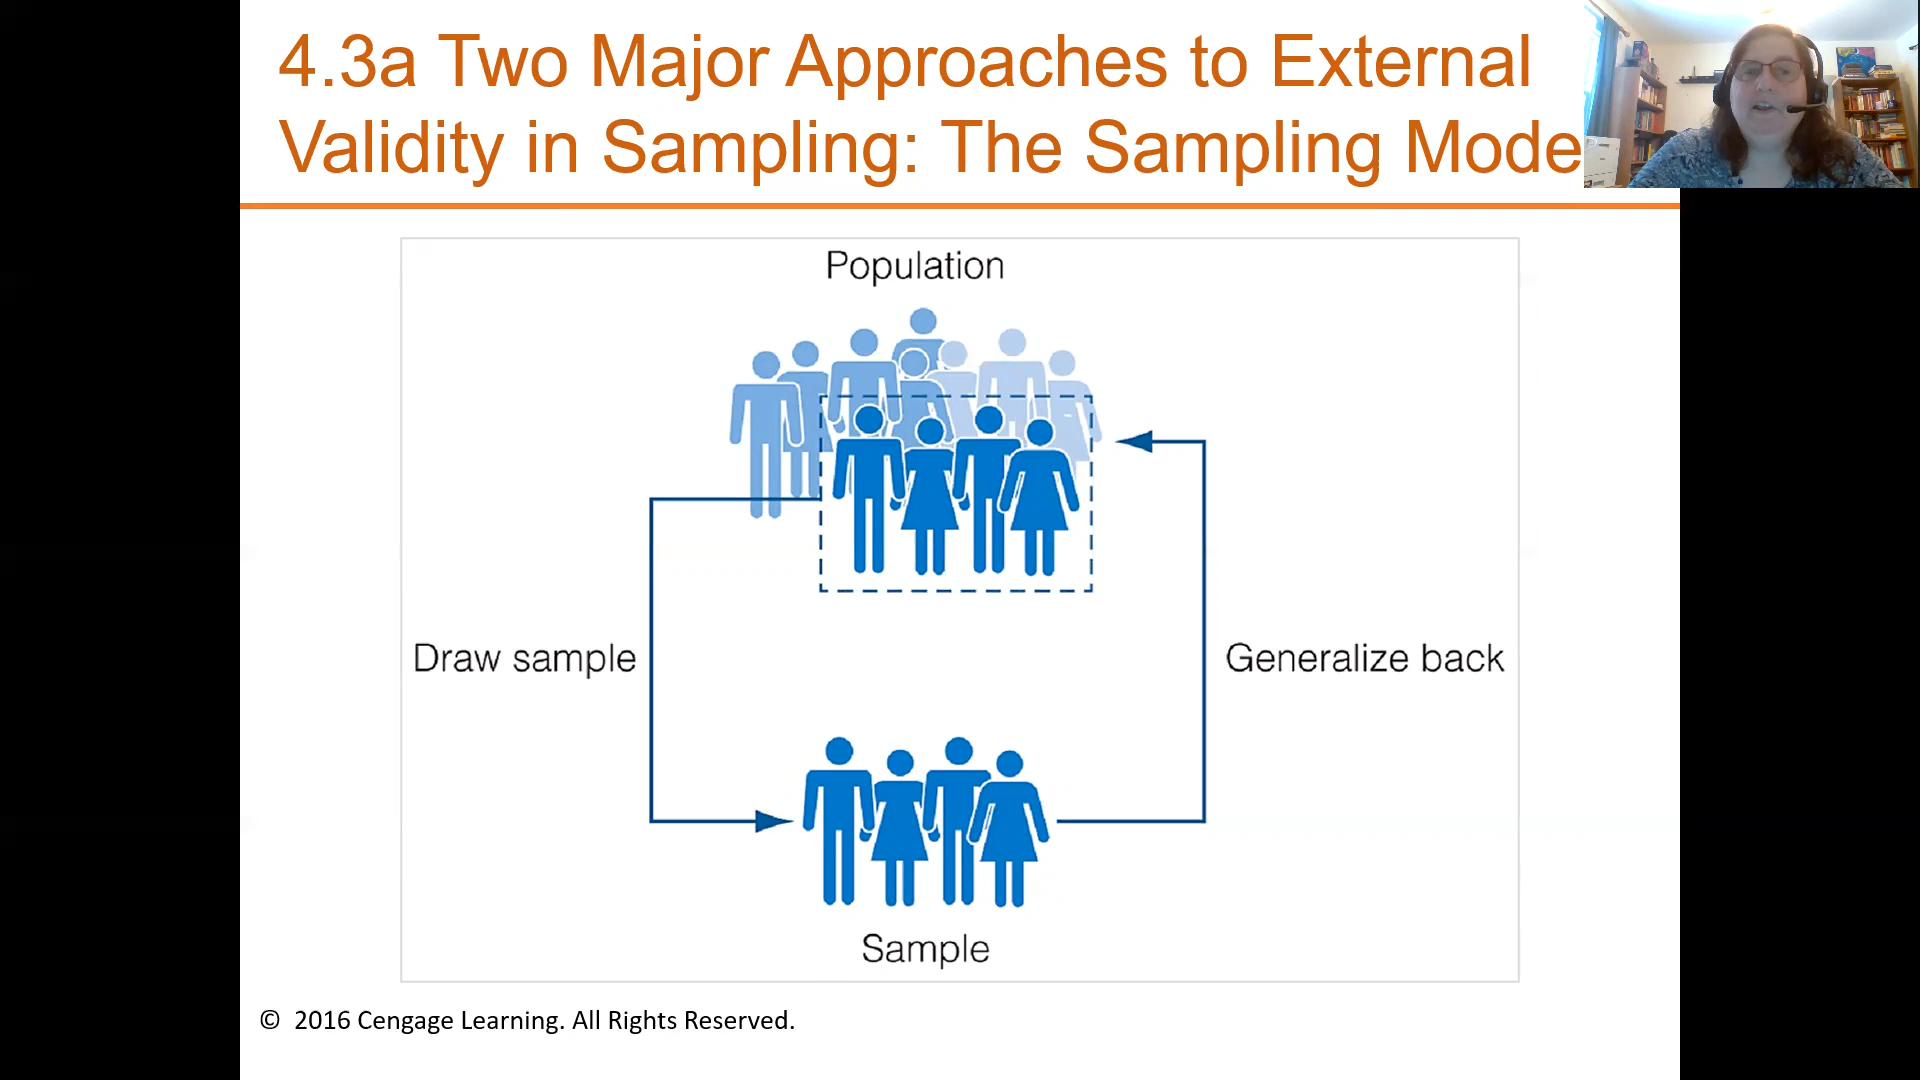 4.3a Two Major Approaches to External
Validity in Sampling: The Sampling Mode
Population
Draw sample
Generalize back
Sample
© 2016 Cengage Learning. All Rights Reserved.